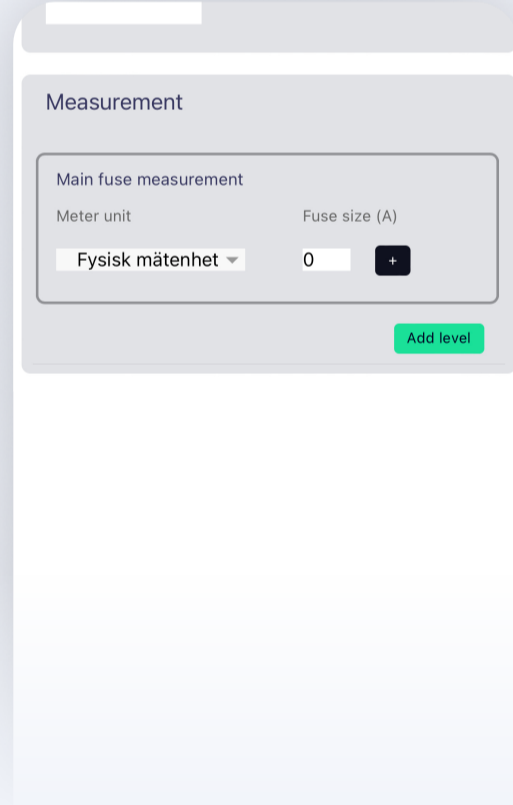 Measurement
Main fuse measurement
Meter unit
Fuse size (A)
Fysisk mätenhet
0
+
Add level